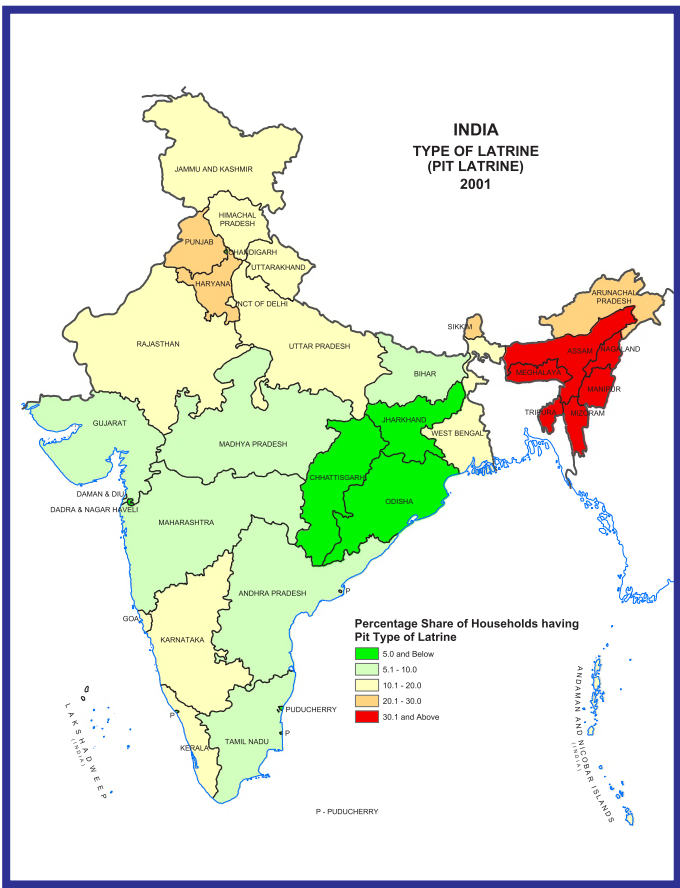 INDIA
TYPE OF LATRINE
(PIT LATRINE)
2001
JAMMU AND KASHMIR
HIMACHAL
PRADESH
PUNJAB
CHANDIGARH
UTTARAKHAND
HARYANA
NCT OF DELHI
ARUNACHAL
PRADESH
SIKKIM
RAJASTHAN
UTTAR PRADESH
ASSAM
NAGALAND
BIHAR
MEGHALAYA
MANIPUR
TRIPURA
MIZORAM
GUJARAT
JHARKHAND
WEST BENGAL
MADHYA PRADESH
CHHATTISGARH
DAMAN & DIU
ODISHA
DADRA & NAGAR HAVELI
MAHARASHTRA
ANDHRA PRADESH
P
GOA
KARNATAKA
Percentage Share of Households having
Pit Type of Latrine
5.0 and Below
5.1 - 10.0
10.1 - 20.0
20.1 - 30.0
30.1 and Above
LAKSHADWEEP
(INDIA)
P
PUDUCHERRY
P
KERALA
TAMIL NADU
ANDAMAN AND NICOBAR ISLANDS
(INDIA)
P - PUDUCHERRY